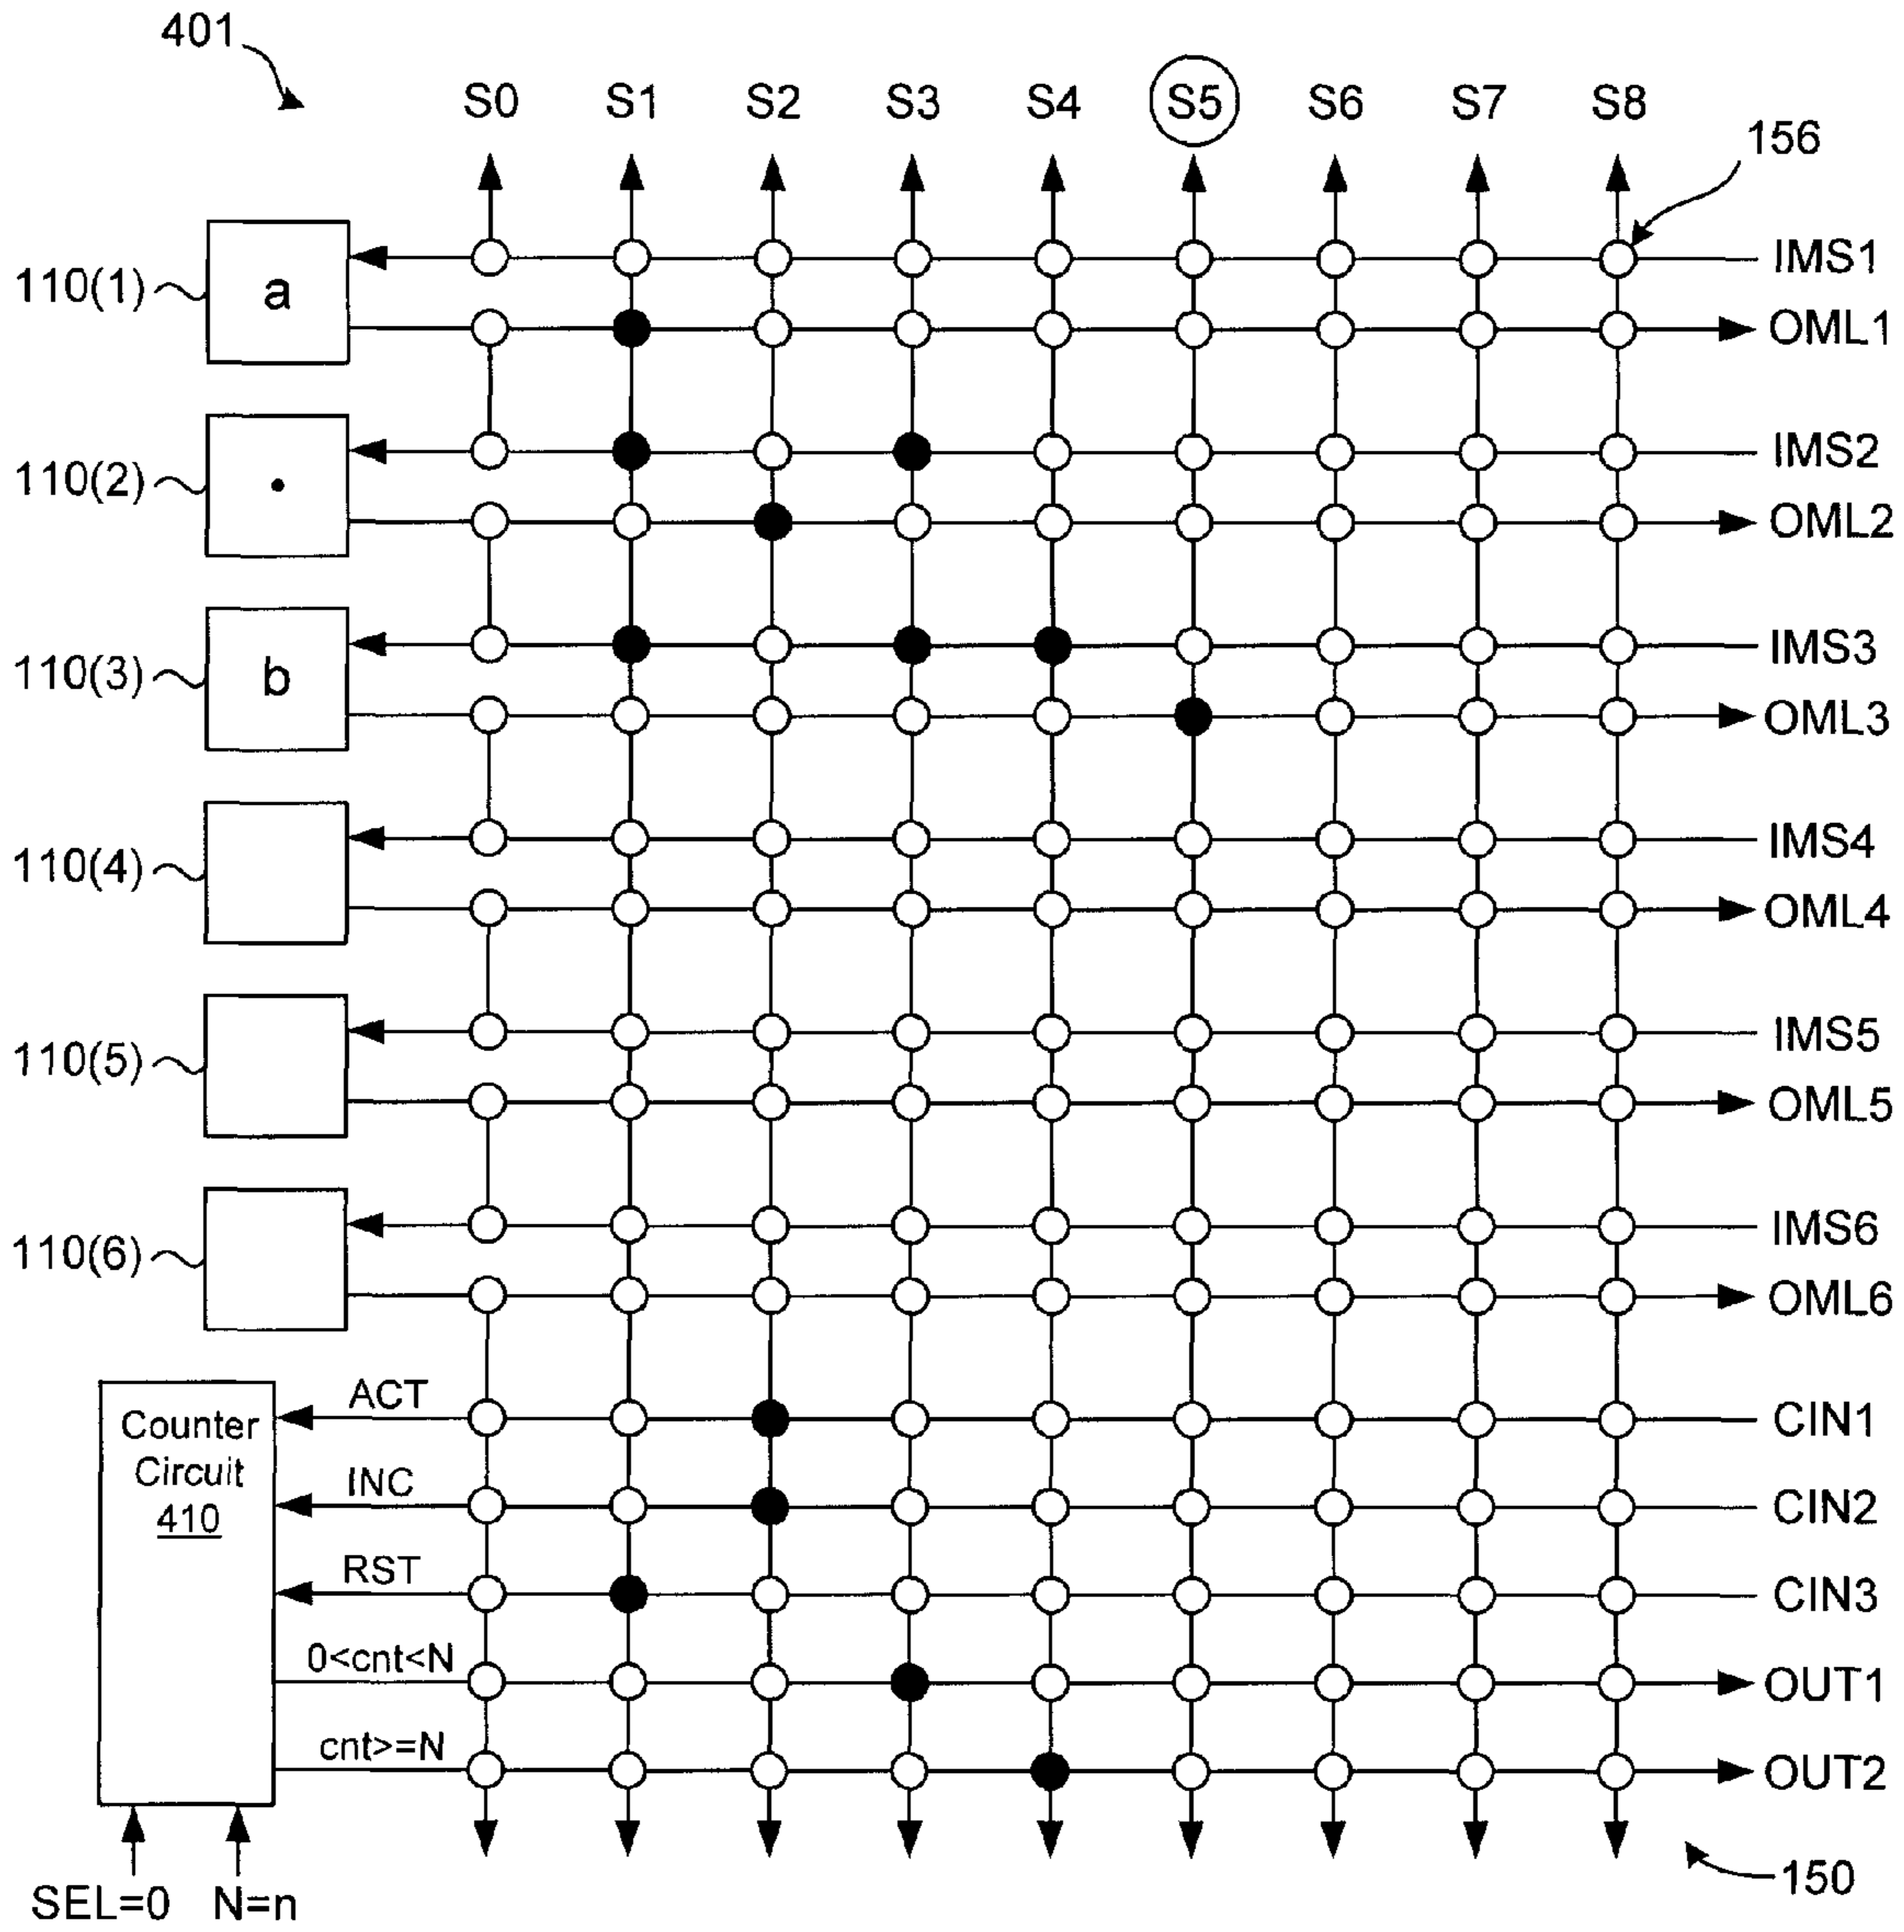 401
S0 S1 S2 S3 S4 S5 S6 S7 S8
156
110(1) a IMS1
OML1
110(2) • IMS2
OML2
110(3) b IMS3
OML3
110(4) IMS4
OML4
110(5) IMS5
OML5
110(6) IMS6
OML6
Counter
Circuit
410
ACT CIN1
INC CIN2
RST CIN3
0<cnt<N OUT1
cnt>=N OUT2
SEL=0 N=n
150